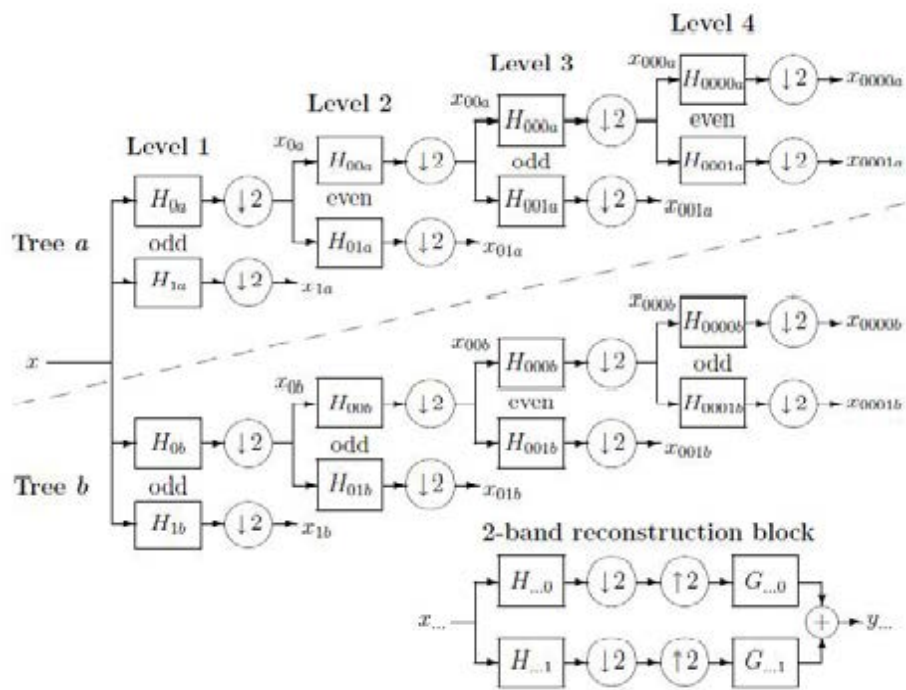 Level 1
Level 2
Level 3
Level 4
Tree a
x
H0a
↓2
odd
H1a
↓2
x1a
x0a
H00a
↓2
even
H01a
↓2
x01a
x00a
H000a
↓2
odd
H001a
↓2
x001a
x000a
H0000a
↓2
x0000a
even
H0001a
↓2
x0001a
Tree b
H0b
↓2
odd
H1b
↓2
x1b
x0b
H00b
↓2
odd
H01b
↓2
x01b
x00b
H000b
↓2
even
H001b
↓2
x001b
x000b
H0000b
↓2
x0000b
odd
H0001b
↓2
x0001b
2-band reconstruction block
x...
H...0
↓2
↑2
G...0
H...1
↓2
↑2
G...1
+
y...